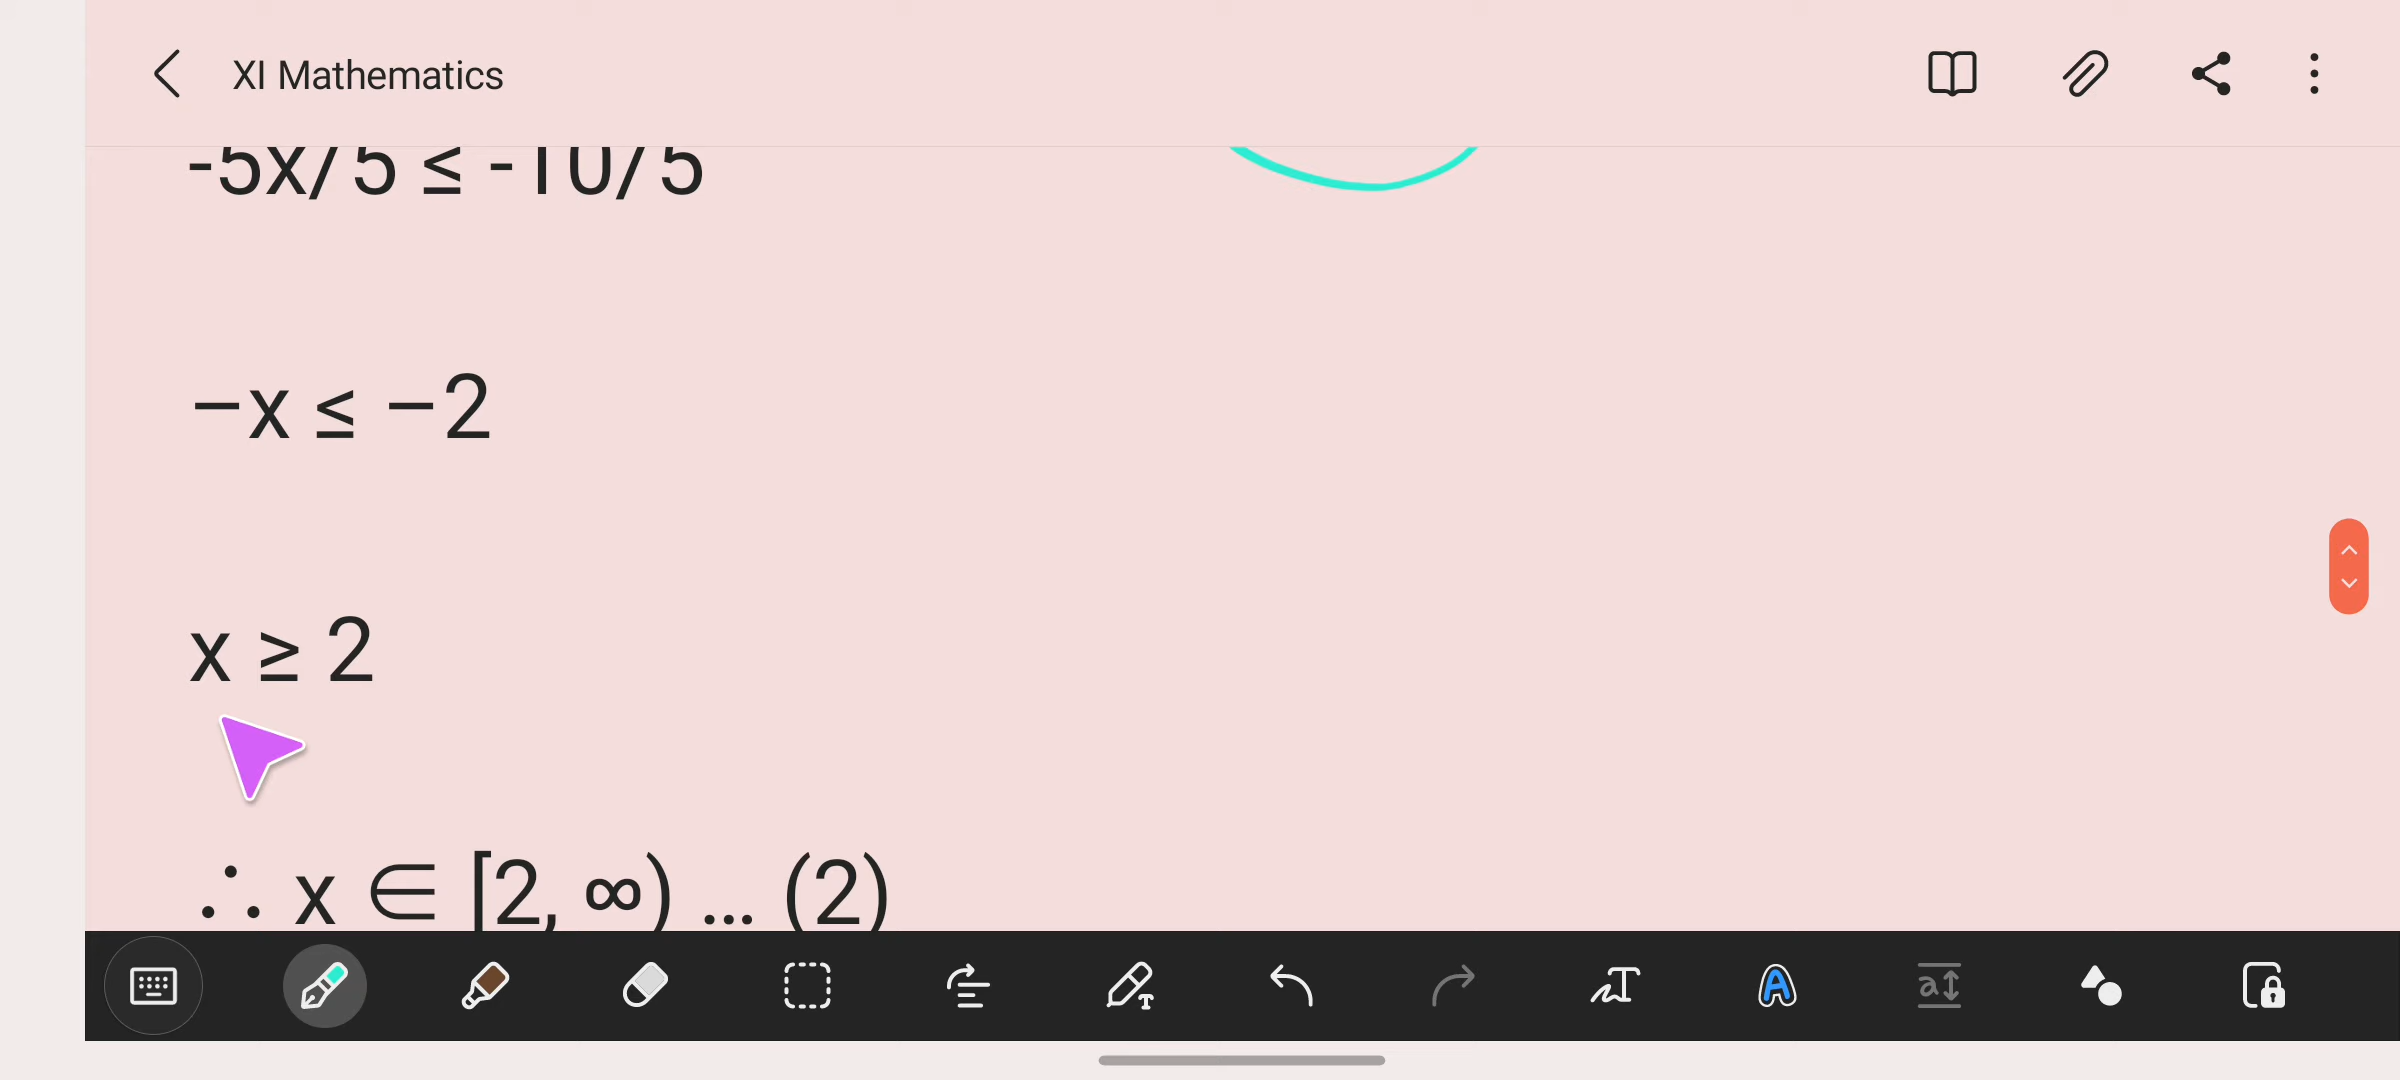 XI Mathematics
-5x/5 ≤ -10/5
−x ≤ −2
x ≥ 2
∴ x ∈ [2, ∞) ... (2)